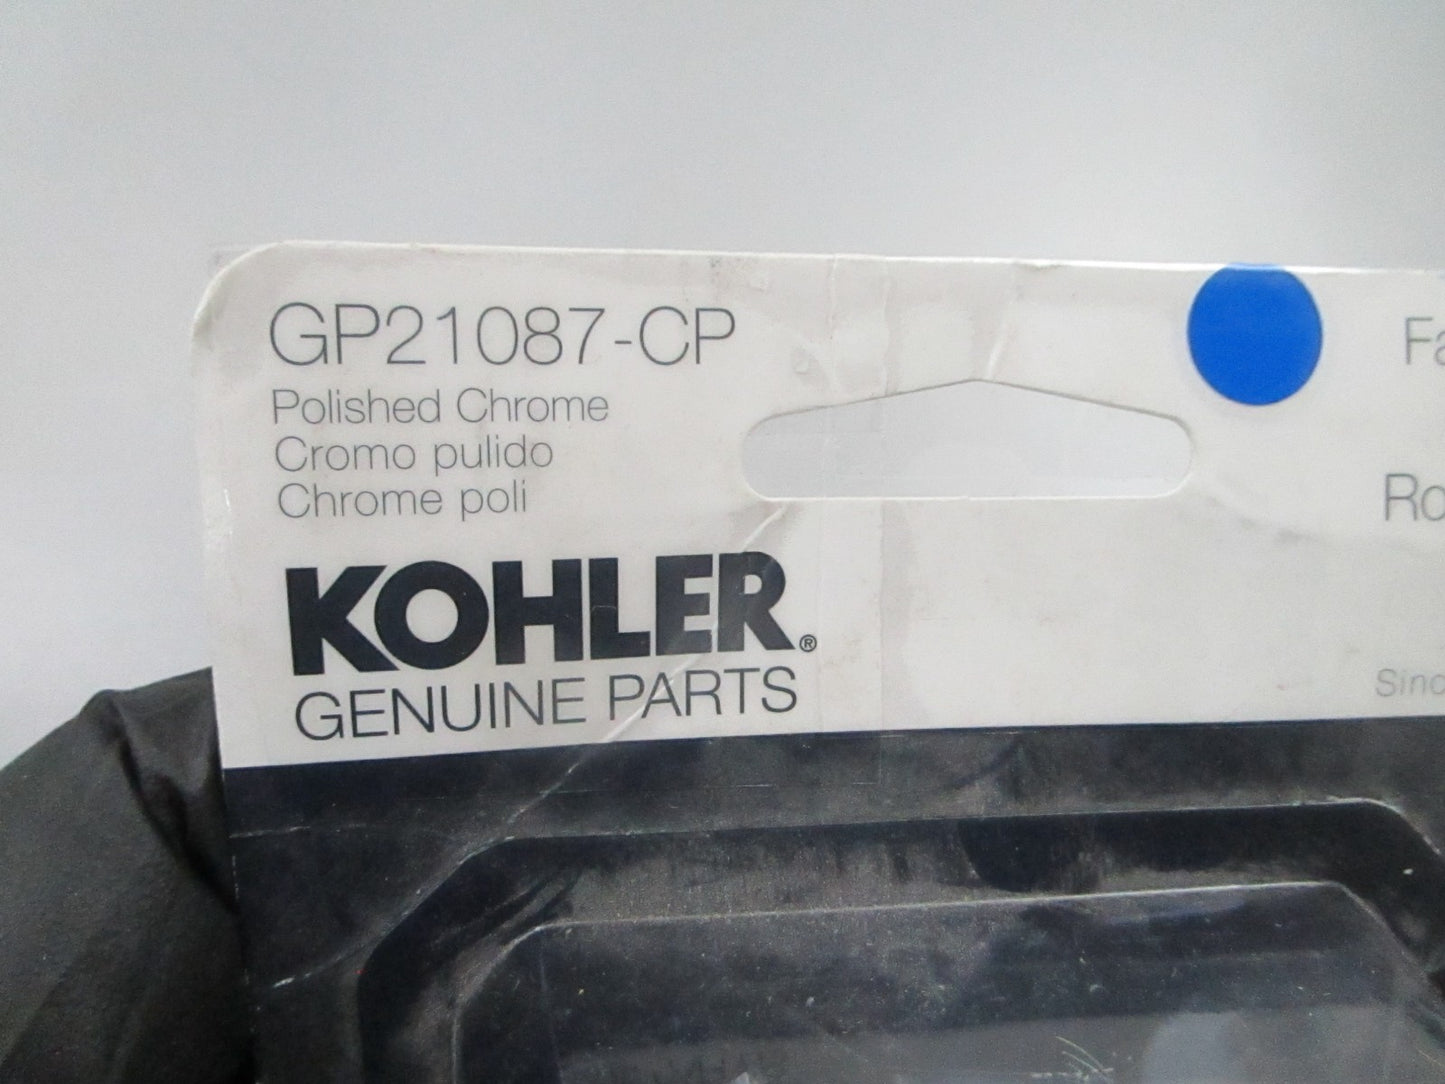 GP21087-CP
Polished Chrome
Cromo pulido
Chrome poli
KOHLER®
GENUINE PARTS